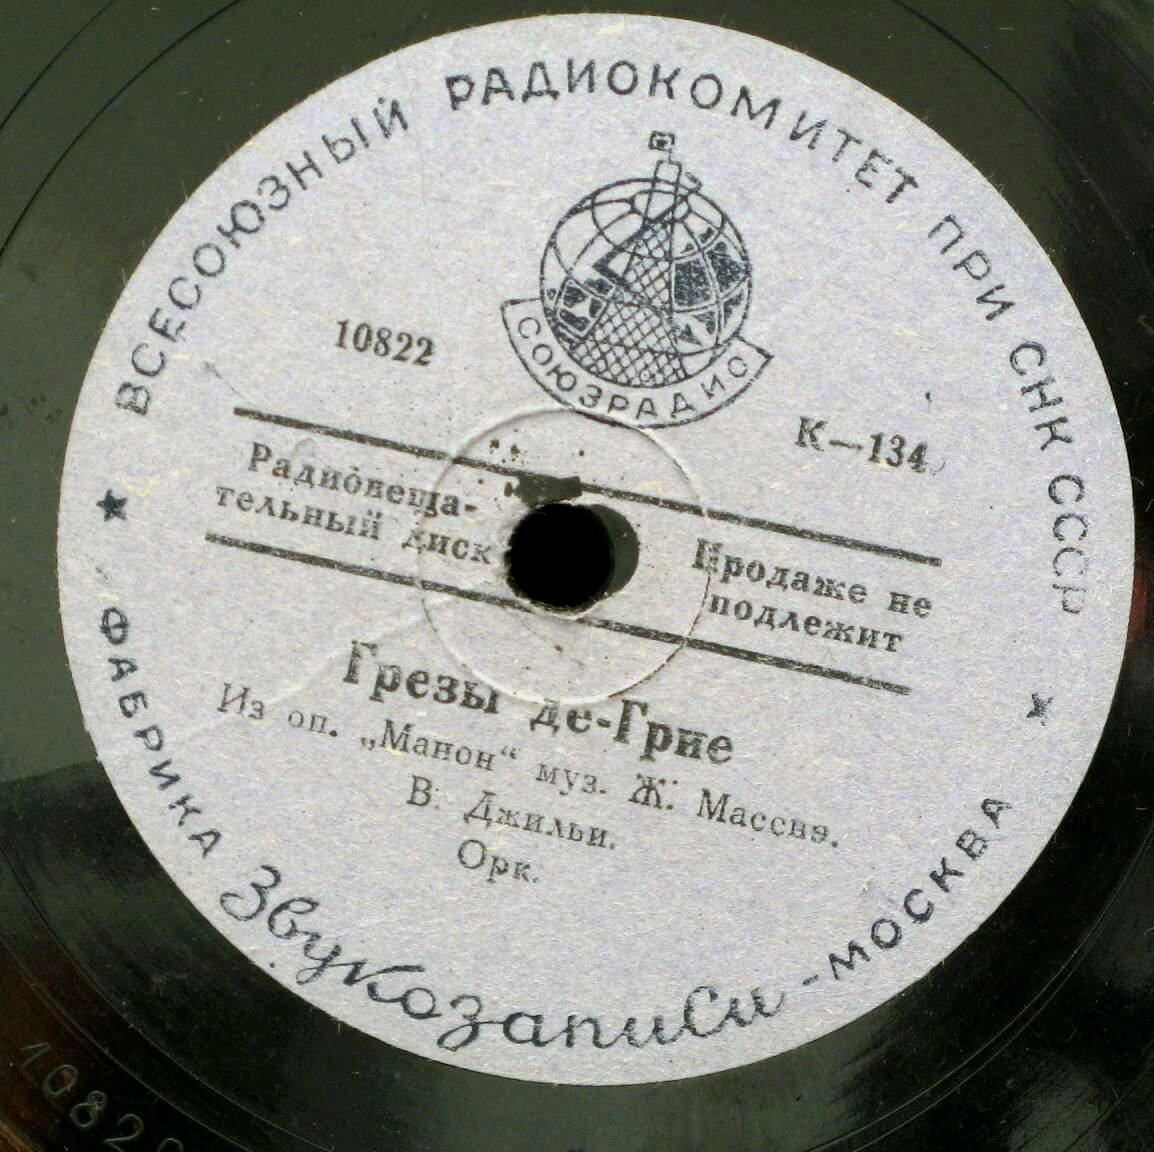 ВСЕСОЮЗНЫЙ РАДИОКОМИТЕТ ПРИ СНК СССР
СОЮЗРАДИО
10822
К—134
Радиовеща-
тельный диск
Продаже не
подлежит
Грезы де-Грие
Из оп. „Манон“ муз. Ж. Массне.
В. Джильи.
Орк.
ФАБРИКА Звукозаписи - МОСКВА